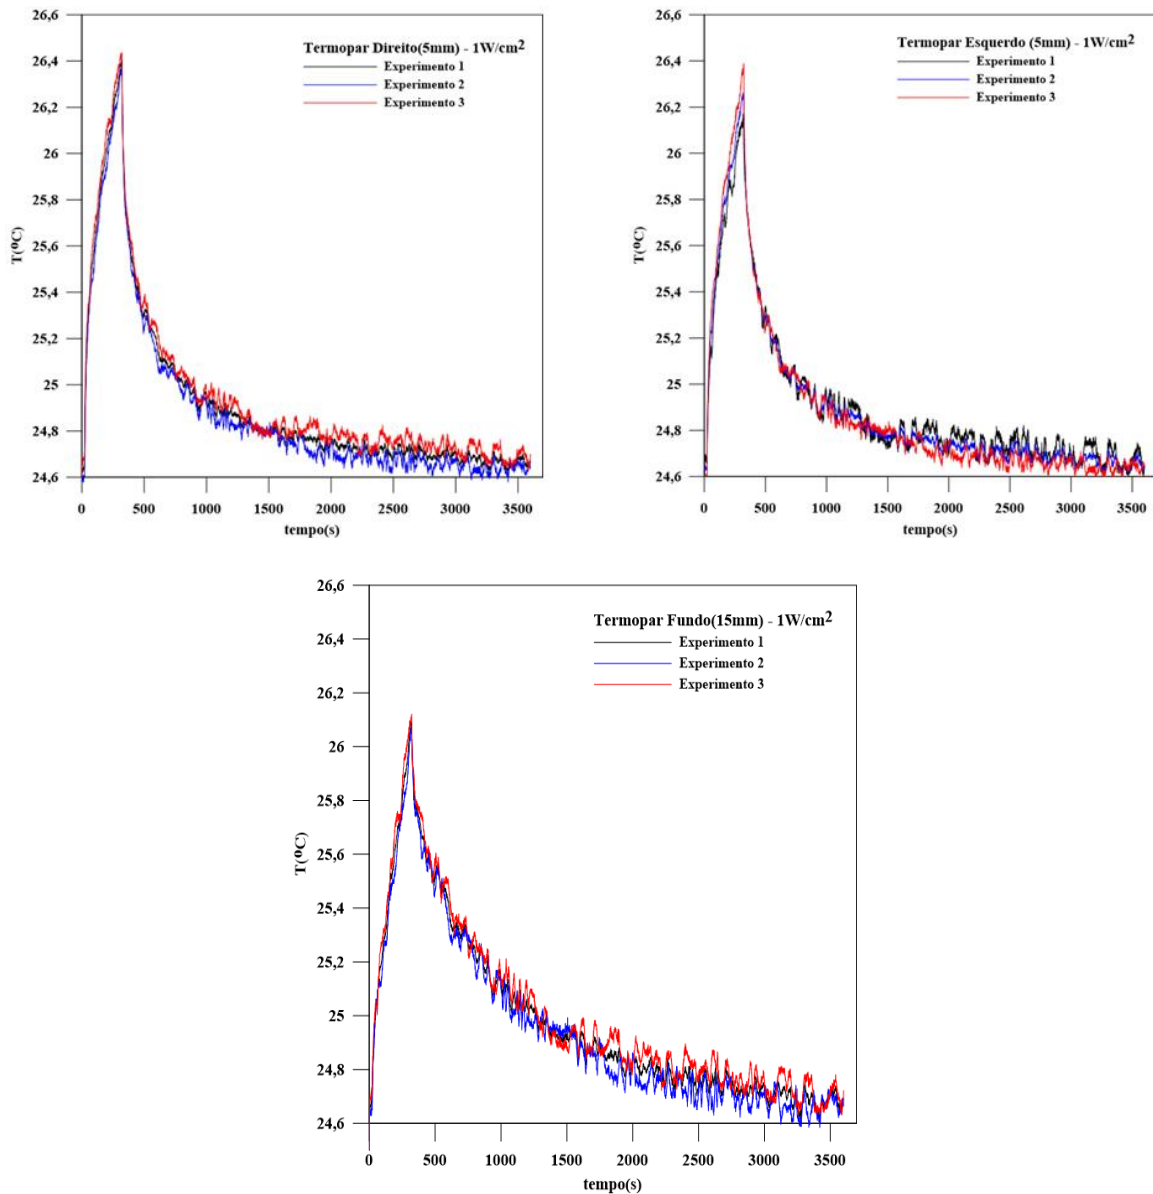 26,6
26,4
26,2
26
25,8
25,6
25,4
25,2
25
24,8
24,6
T(ºC)
Termopar Direito(5mm) - 1W/cm²
Experimento 1
Experimento 2
Experimento 3
0 500 1000 1500 2000 2500 3000 3500
tempo(s)
26,6
26,4
26,2
26
25,8
25,6
25,4
25,2
25
24,8
24,6
T(ºC)
Termopar Esquerdo (5mm) - 1W/cm²
Experimento 1
Experimento 2
Experimento 3
0 500 1000 1500 2000 2500 3000 3500
tempo(s)
26,6
26,4
26,2
26
25,8
25,6
25,4
25,2
25
24,8
24,6
T(ºC)
Termopar Fundo(15mm) - 1W/cm²
Experimento 1
Experimento 2
Experimento 3
0 500 1000 1500 2000 2500 3000 3500
tempo(s)